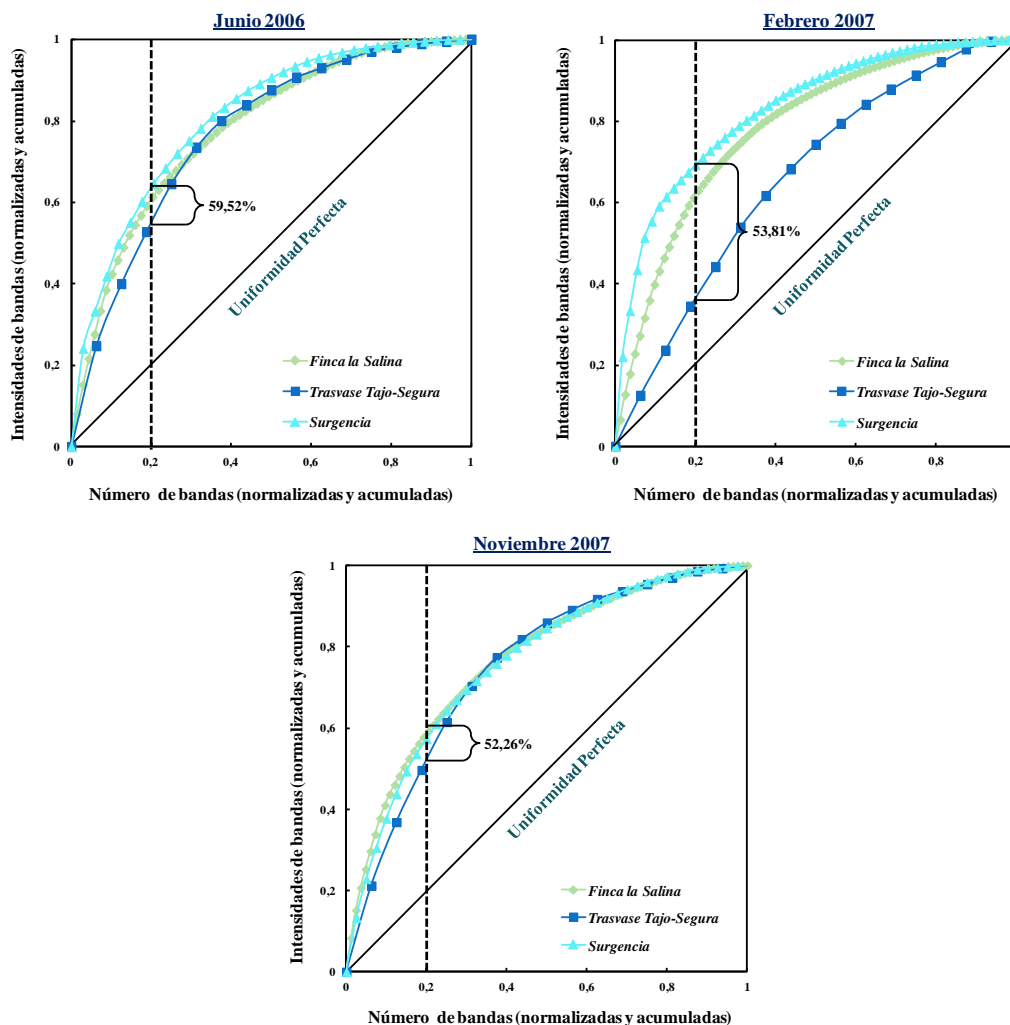 Junio 2006
Intensidades de bandas (normalizadas y acumuladas)
1
0,8
0,6
0,4
0,2
0
59,52%
Uniformidad Perfecta
Finca la Salina
Trasvase Tajo-Segura
Surgencia
0
0,2
0,4
0,6
0,8
1
Número de bandas (normalizadas y acumuladas)
Febrero 2007
Intensidades de bandas (normalizadas y acumuladas)
1
0,8
0,6
0,4
0,2
0
53,81%
Uniformidad Perfecta
Finca la Salina
Trasvase Tajo-Segura
Surgencia
0
0,2
0,4
0,6
0,8
Número de bandas (normalizadas y acumuladas)
Noviembre 2007
Intensidades de bandas (normalizadas y acumuladas)
1
0,8
0,6
0,4
0,2
0
52,26%
Uniformidad Perfecta
Finca la Salina
Trasvase Tajo-Segura
Surgencia
0
0,2
0,4
0,6
0,8
1
Número de bandas (normalizadas y acumuladas)